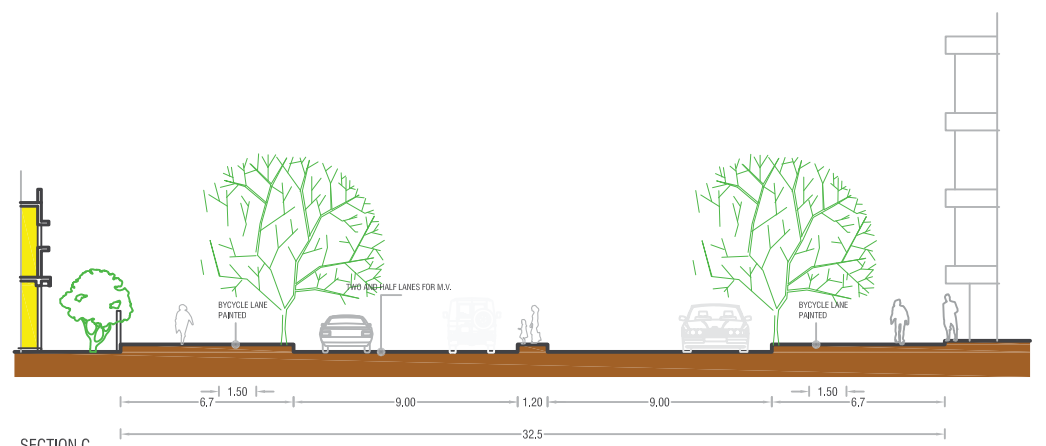 TWO AND HALF LANES FOR M.V.
BYCYCLE LANE
PAINTED
BYCYCLE LANE
PAINTED
1.50
1.50
6,7
9.00
1.20
9.00
6.7
32.5
SECTION C